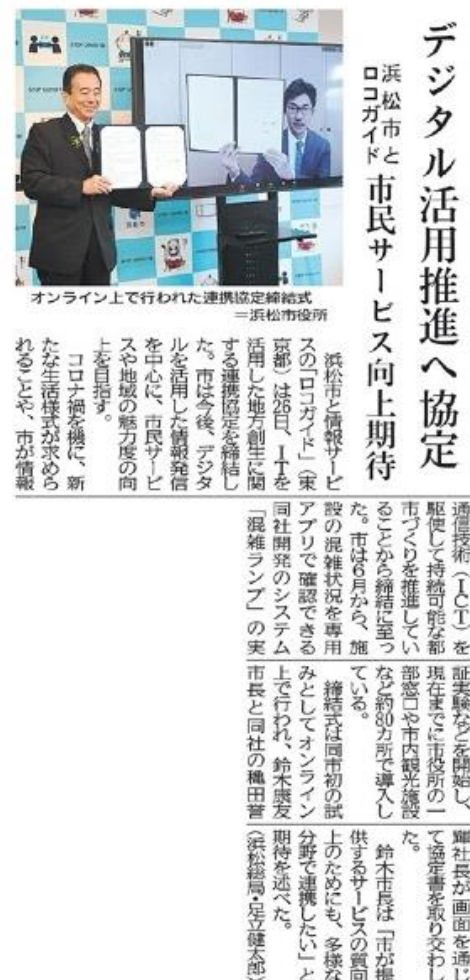 デジタル活用推進へ協定
浜松市と
ロコガイド
市民サービス向上期待
オンライン上で行われた連携協定締結式
＝浜松市役所
浜松市と情報サービ
スの「ロコガイド」（東
京都）は26日、ITを
活用した地方創生に関
する連携協定を締結し
た。市は今後、デジタ
ルを活用した情報発信
を中心に、市民サービ
スや地域の魅力度の向
上を目指す。
コロナ禍を機に、新
たな生活様式が求めら
れることや、市が情報
通信技術（ICT）を
駆使して持続可能な都
市づくりを推進してい
ることから締結に至っ
た。市は6月から、施
設の混雑状況を専用
アプリで確認できる
同社開発のシステム
「混雑ランプ」の実
証実験などを開始し、
現在までに市役所の一
部窓口や市内観光施設
など約80カ所で導入し
ている。
締結式は同市初の試
みとしてオンライン
上で行われ、鈴木康友
市長と同社の穐田誉
輝社長が画面を通じ
て協定書を取り交わし
た。
鈴木市長は「市が提
供するサービスの質向
上のためにも、多様な
分野で連携したい」と
期待を述べた。
（浜松総局・足立健太郎）